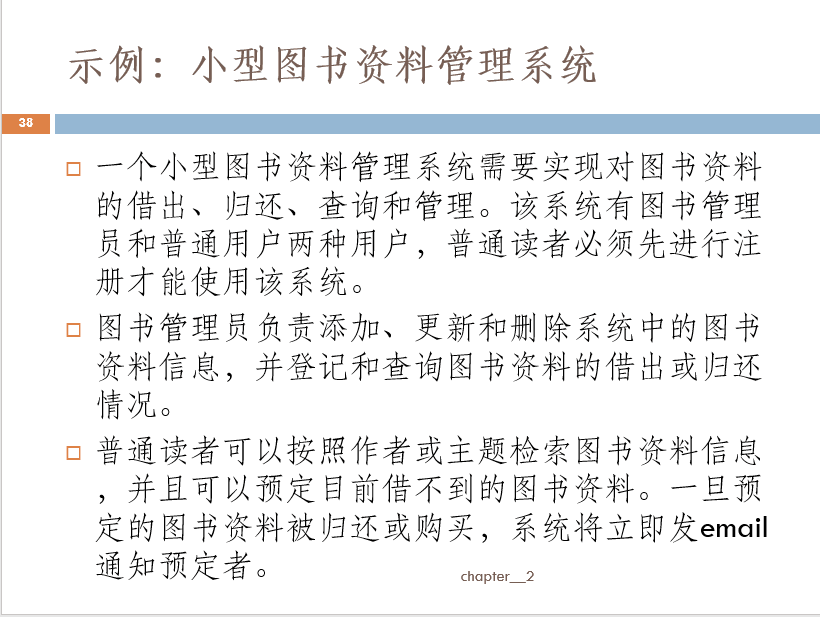 示例：小型图书资料管理系统
38
一个小型图书资料管理系统需要实现对图书资料
的借出、归还、查询和管理。该系统有图书管理
员和普通用户两种用户，普通读者必须先进行注
册才能使用该系统。
图书管理员负责添加、更新和删除系统中的图书
资料信息，并登记和查询图书资料的借出或归还
情况。
普通读者可以按照作者或主题检索图书资料信息
，并且可以预定目前借不到的图书资料。一旦预
定的图书资料被归还或购买，系统将立即发email
通知预定者。
chapter__2